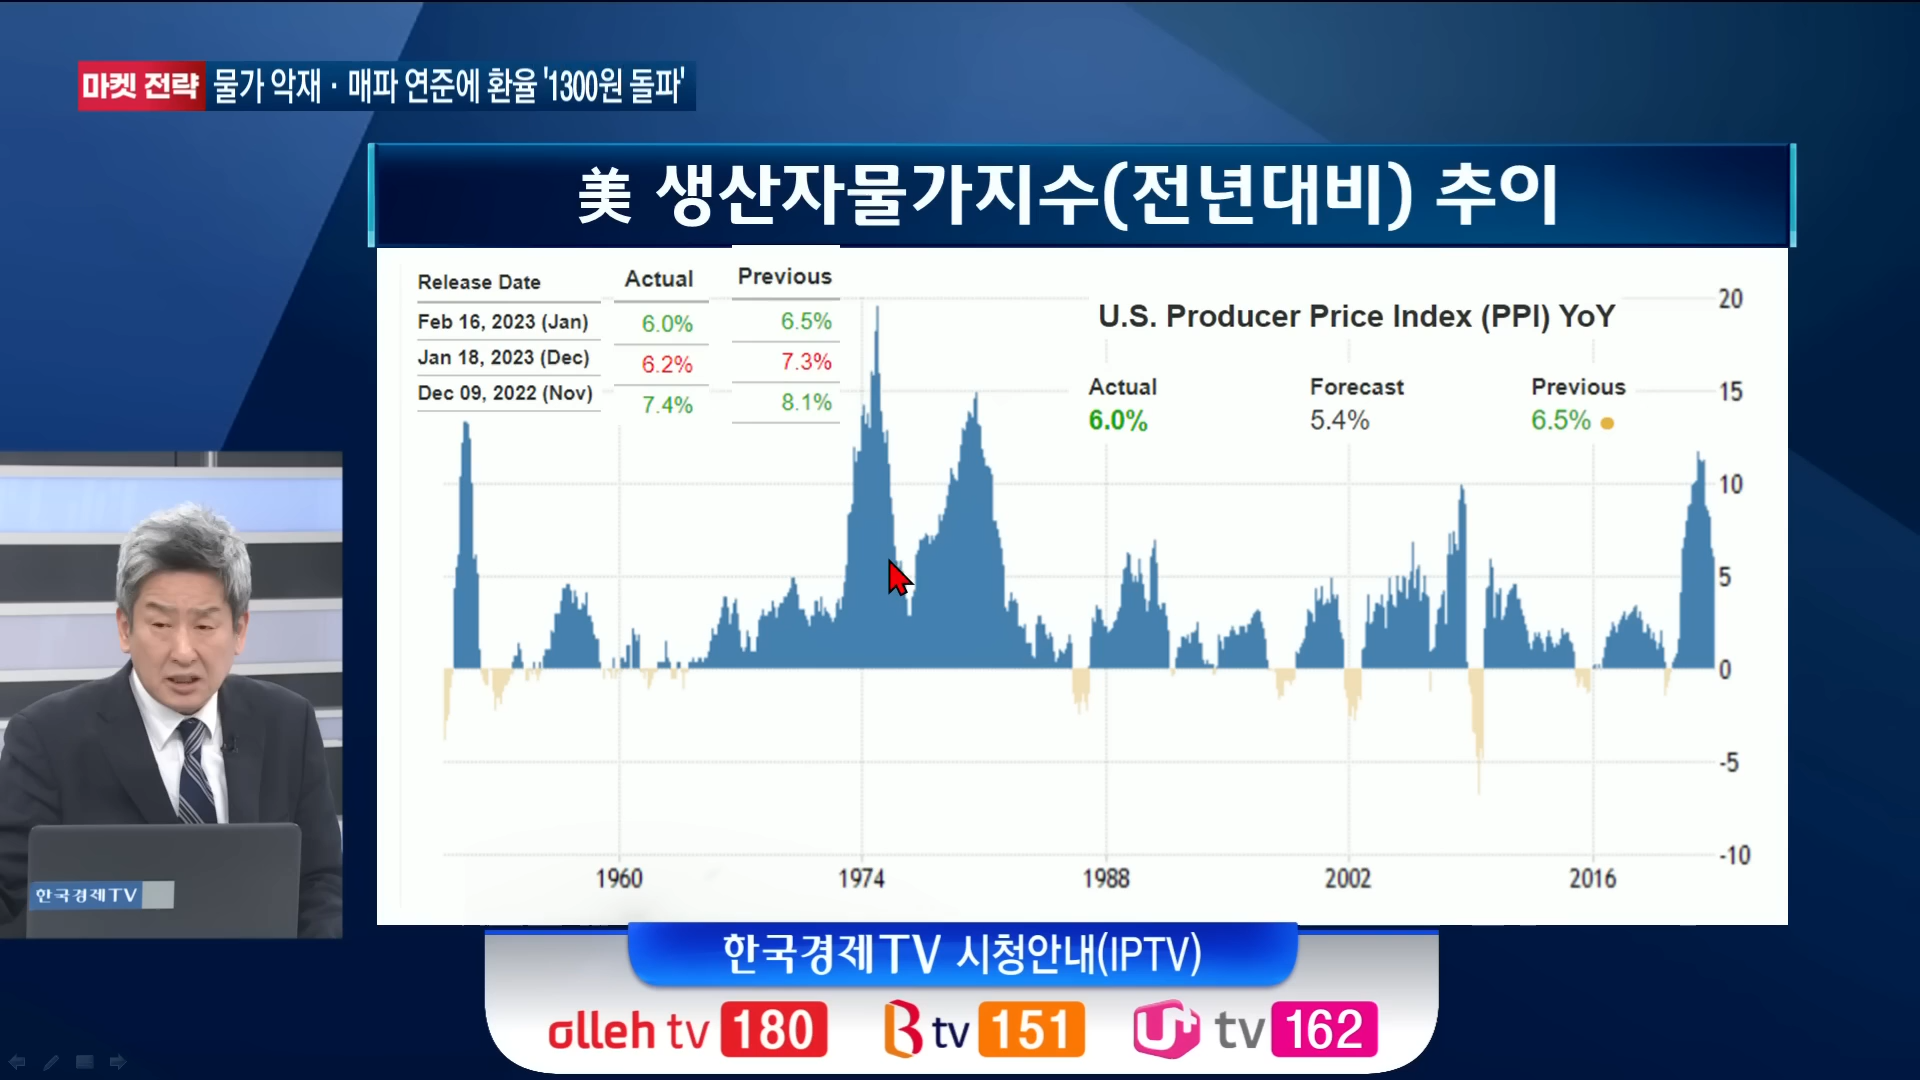 마켓 전략 물가 악재 · 매파 연준에 환율 '1300원 돌파'
美 생산자물가지수(전년대비) 추이
Release Date Actual Previous
Feb 16, 2023 (Jan) 6.0% 6.5%
Jan 18, 2023 (Dec) 6.2% 7.3%
Dec 09, 2022 (Nov) 7.4% 8.1%
U.S. Producer Price Index (PPI) YoY
Actual Forecast Previous
6.0% 5.4% 6.5%
20
15
10
5
0
-5
-10
1960 1974 1988 2002 2016
한국경제TV
한국경제TV 시청안내(IPTV)
olleh tv 180 B tv 151 U+ tv 162